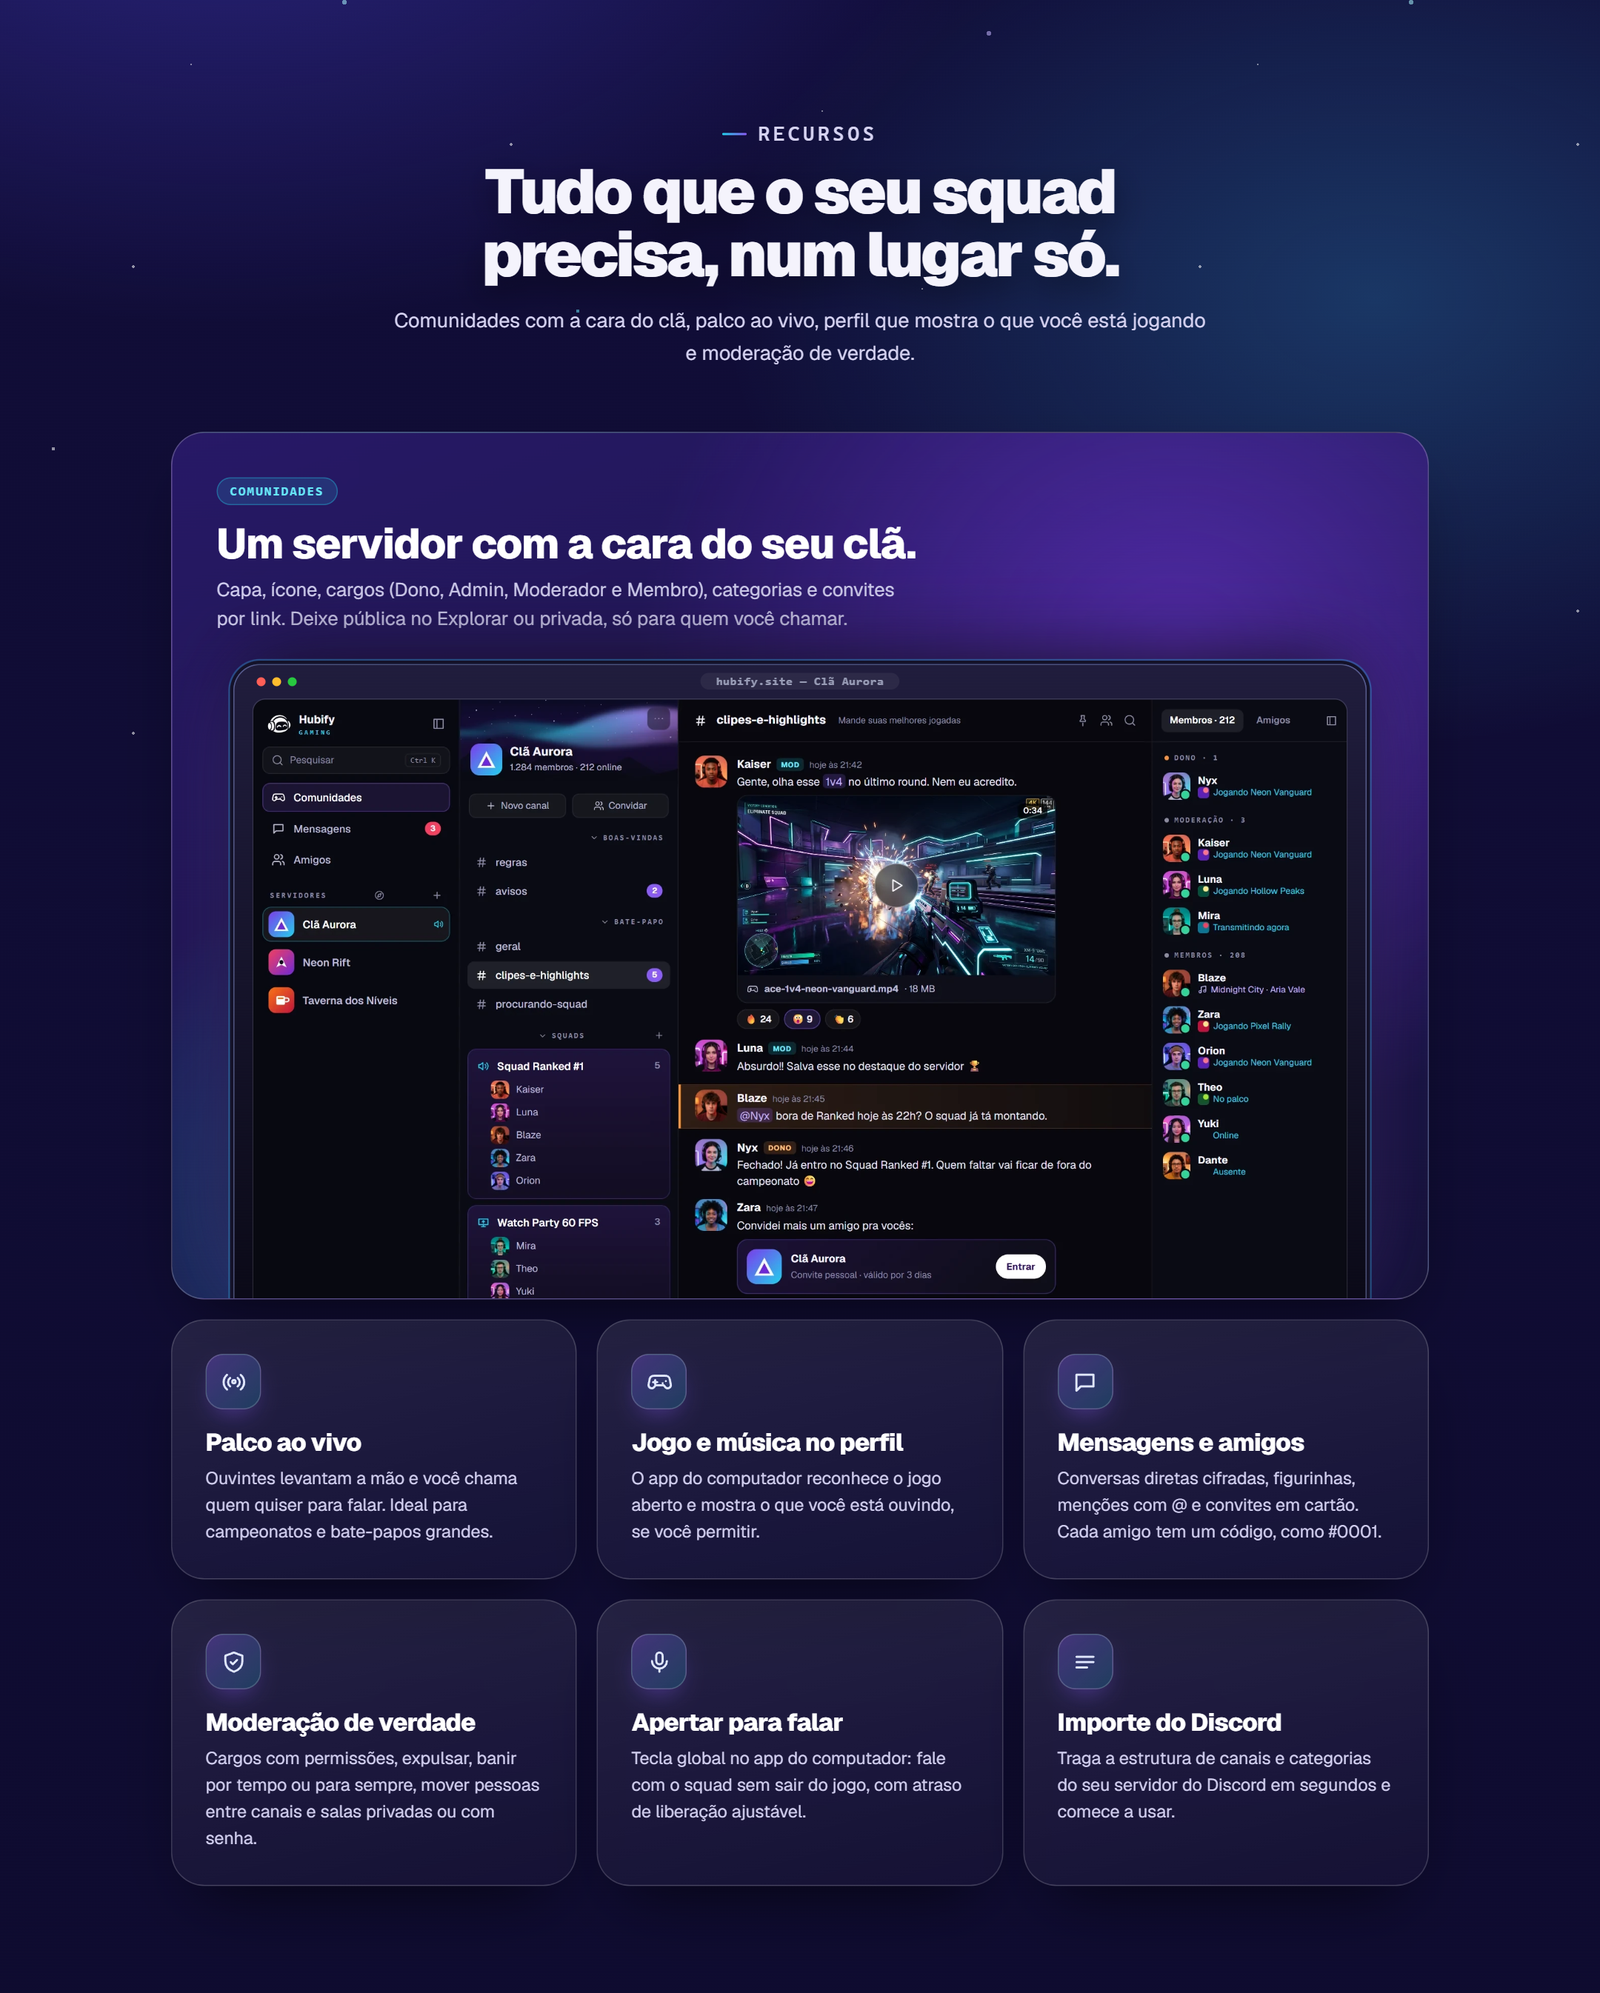 RECURSOS
Tudo que o seu squad
precisa, num lugar só.
Comunidades com a cara do clã, palco ao vivo, perfil que mostra o que você está jogando
e moderação de verdade.
COMUNIDADES
Um servidor com a cara do seu clã.
Capa, ícone, cargos (Dono, Admin, Moderador e Membro), categorias e convites
por link. Deixe pública no Explorar ou privada, só para quem você chamar.
hubify.site — Clã Aurora
Hubify
GAMING
Pesquisar
Ctrl K
Comunidades
Mensagens
3
Amigos
SERVIDORES
Clã Aurora
Neon Rift
Taverna dos Níveis
Clã Aurora
1.284 membros · 212 online
Novo canal
Convidar
BOAS-VINDAS
# regras
# avisos
2
BATE-PAPO
# geral
# clipes-e-highlights
5
# procurando-squad
SQUADS
Squad Ranked #1
5
Kaiser
Luna
Blaze
Zara
Orion
Watch Party 60 FPS
3
Mira
Theo
Yuki
# clipes-e-highlights
Mande suas melhores jogadas
Kaiser MOD hoje às 21:42
Gente, olha esse 1v4 no último round. Nem eu acredito.
ELIMINATE SQUAD
0:34
14
ace-1v4-neon-vanguard.mp4 · 18 MB
24
9
6
Luna MOD hoje às 21:44
Absurdo!! Salva esse no destaque do servidor 🏆
Blaze hoje às 21:45
@Nyx bora de Ranked hoje às 22h? O squad já tá montando.
Nyx DONO hoje às 21:46
Fechado! Já entro no Squad Ranked #1. Quem faltar vai ficar de fora do
campeonato 😆
Zara hoje às 21:47
Convidei mais um amigo pra vocês:
Clã Aurora
Convite pessoal · válido por 3 dias
Entrar
Membros · 212
Amigos
DONO · 1
Nyx
Jogando Neon Vanguard
MODERAÇÃO · 3
Kaiser
Jogando Neon Vanguard
Luna
Jogando Hollow Peaks
Mira
Transmitindo agora
MEMBROS · 208
Blaze
Midnight City · Aria Vale
Zara
Jogando Pixel Rally
Orion
Jogando Neon Vanguard
Theo
No palco
Yuki
Online
Dante
Ausente
Palco ao vivo
Ouvintes levantam a mão e você chama
quem quiser para falar. Ideal para
campeonatos e bate-papos grandes.
Jogo e música no perfil
O app do computador reconhece o jogo
aberto e mostra o que você está ouvindo,
se você permitir.
Mensagens e amigos
Conversas diretas cifradas, figurinhas,
menções com @ e convites em cartão.
Cada amigo tem um código, como #0001.
Moderação de verdade
Cargos com permissões, expulsar, banir
por tempo ou para sempre, mover pessoas
entre canais e salas privadas ou com
senha.
Apertar para falar
Tecla global no app do computador: fale
com o squad sem sair do jogo, com atraso
de liberação ajustável.
Importe do Discord
Traga a estrutura de canais e categorias
do seu servidor do Discord em segundos e
comece a usar.